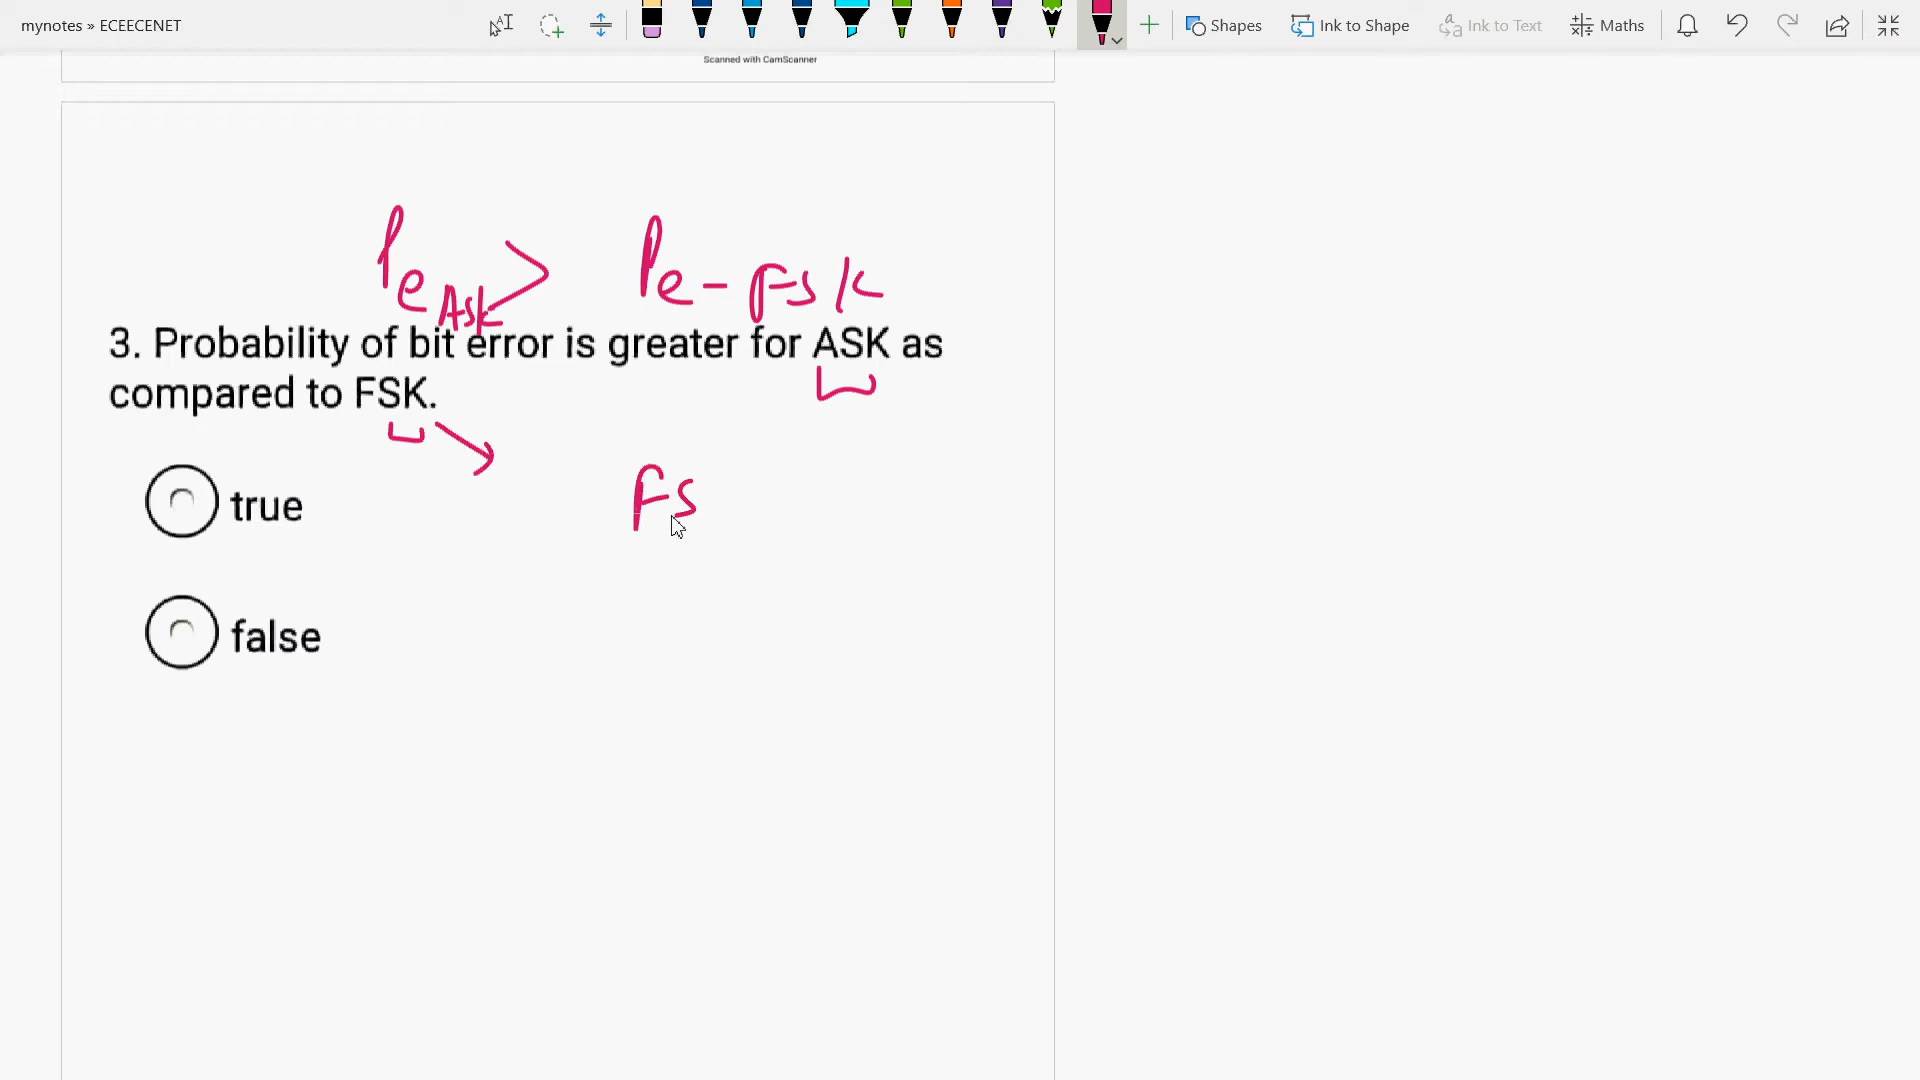 mynotes » ECEECENET
Shapes
Ink to Shape
Ink to Text
Maths
Scanned with CamScanner
Pe ASK > Pe-FSK
3. Probability of bit error is greater for ASK as
compared to FSK.
FS
true
false